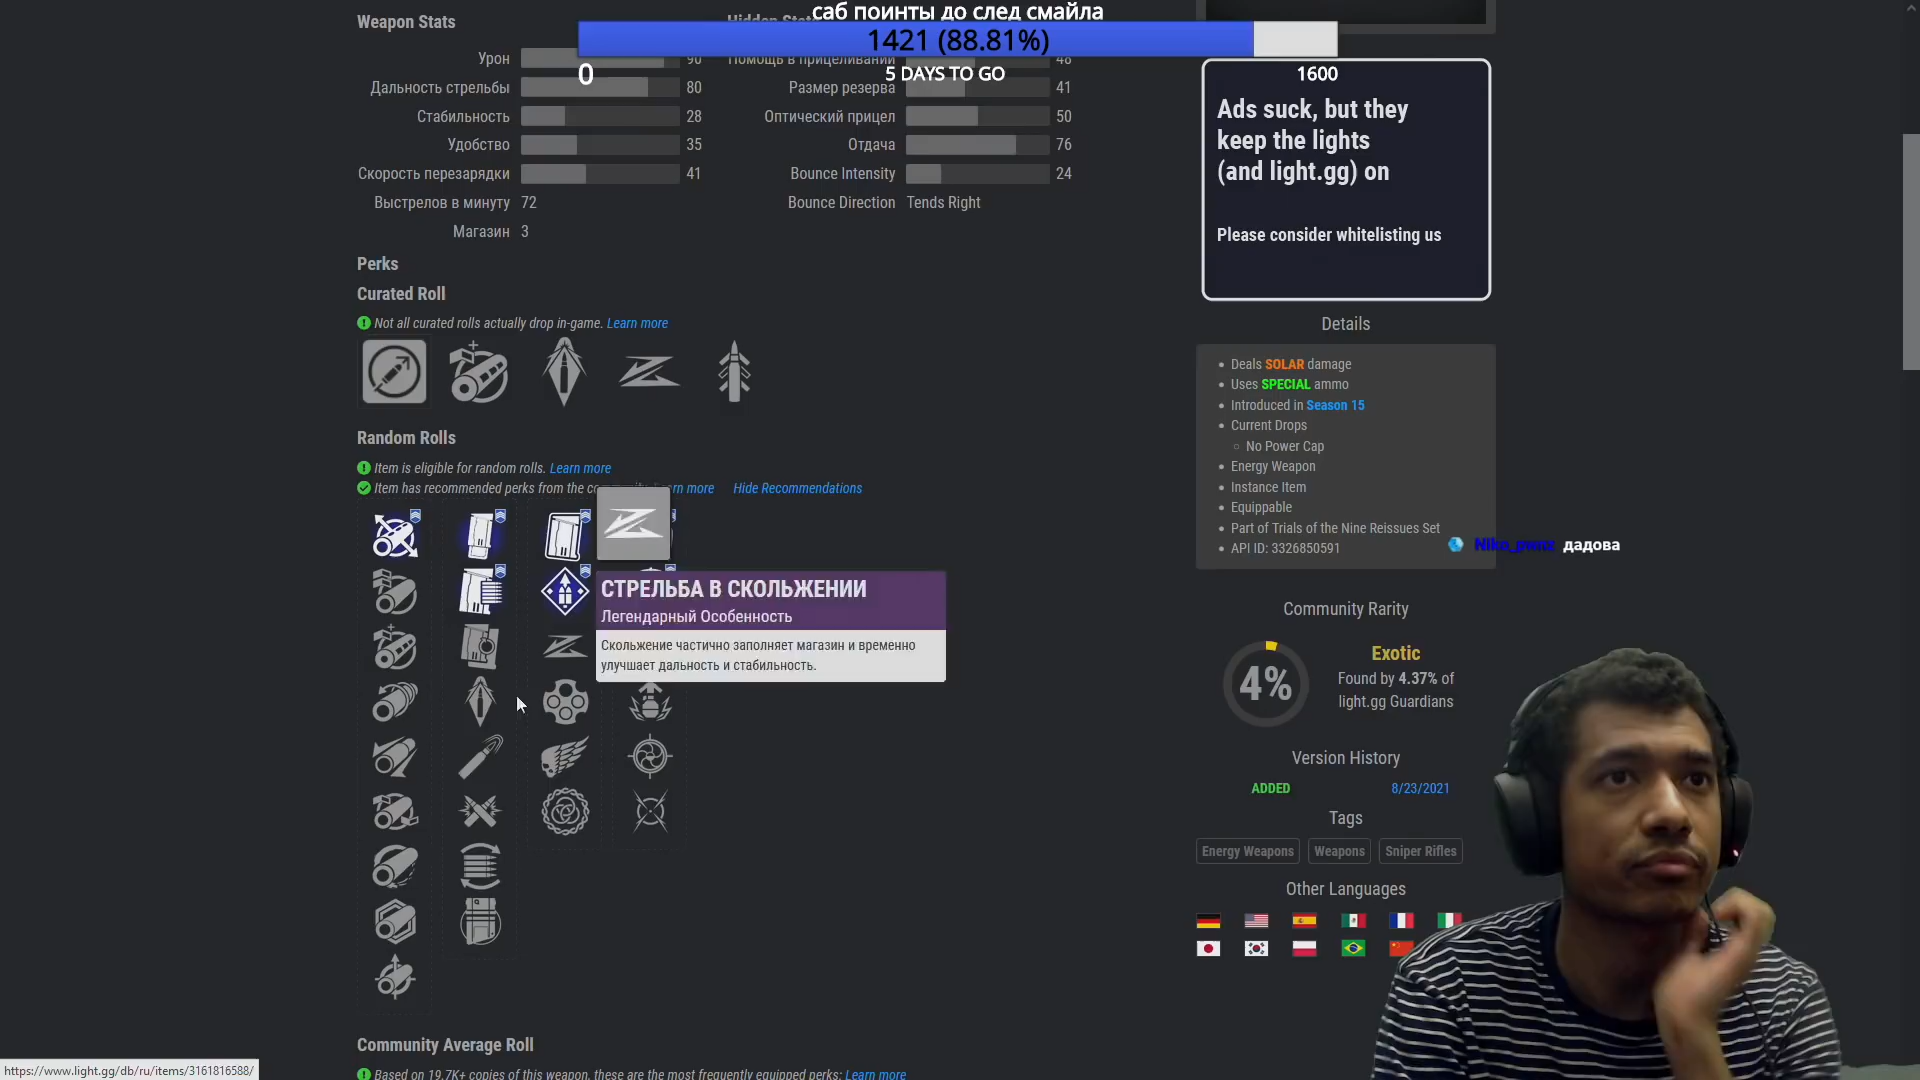 саб поинты до след смайла
1421 (88.81%)
0
5 DAYS TO GO
1600
Weapon Stats
Урон 90
Дальность стрельбы 80
Стабильность 28
Удобство 35
Скорость перезарядки 41
Выстрелов в минуту 72
Магазин 3
Помощь в прицеливании 48
Размер резерва 41
Оптический прицел 50
Отдача 76
Bounce Intensity 24
Bounce Direction Tends Right
Perks
Curated Roll
Not all curated rolls actually drop in-game. Learn more
Random Rolls
Item is eligible for random rolls. Learn more
Item has recommended perks from the more Hide Recommendations
СТРЕЛЬБА В СКОЛЬЖЕНИИ
Легендарный Особенность
Скольжение частично заполняет магазин и временно
улучшает дальность и стабильность.
Community Average Roll
Based on 19.7K+ copies of this weapon, these are the most frequently equipped perks: Learn more
https://www.light.gg/db/ru/items/3161816588/
Ads suck, but they
keep the lights
(and light.gg) on
Please consider whitelisting us
Details
Deals SOLAR damage
Uses SPECIAL ammo
Introduced in Season 15
Current Drops
No Power Cap
Energy Weapon
Instance Item
Equippable
Part of Trials of the Nine Reissues Set
API ID: 3326850591
дадова
Community Rarity
4%
Exotic
Found by 4.37% of
light.gg Guardians
Version History
ADDED 8/23/2021
Tags
Energy Weapons Weapons Sniper Rifles
Other Languages